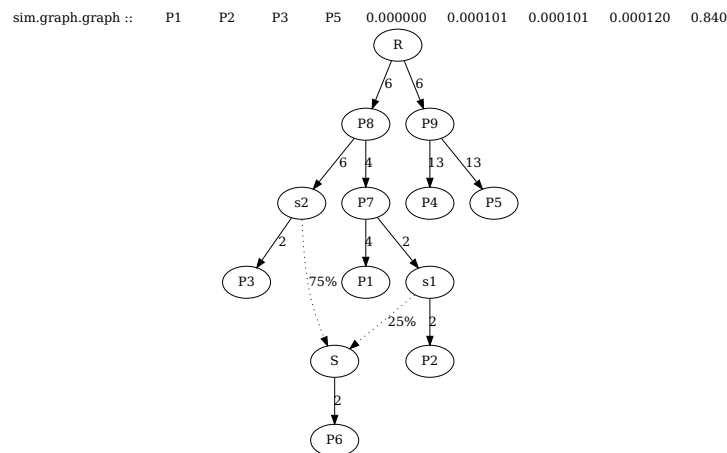 sim.graph.graph :: P1 P2 P3 P5 0.000000 0.000101 0.000101 0.000120 0.840
R
6 6
P8 P9
6 4 13 13
s2 P7 P4 P5
2 4 2
P3 75% P1 s1
25% 2
S P2
2
P6